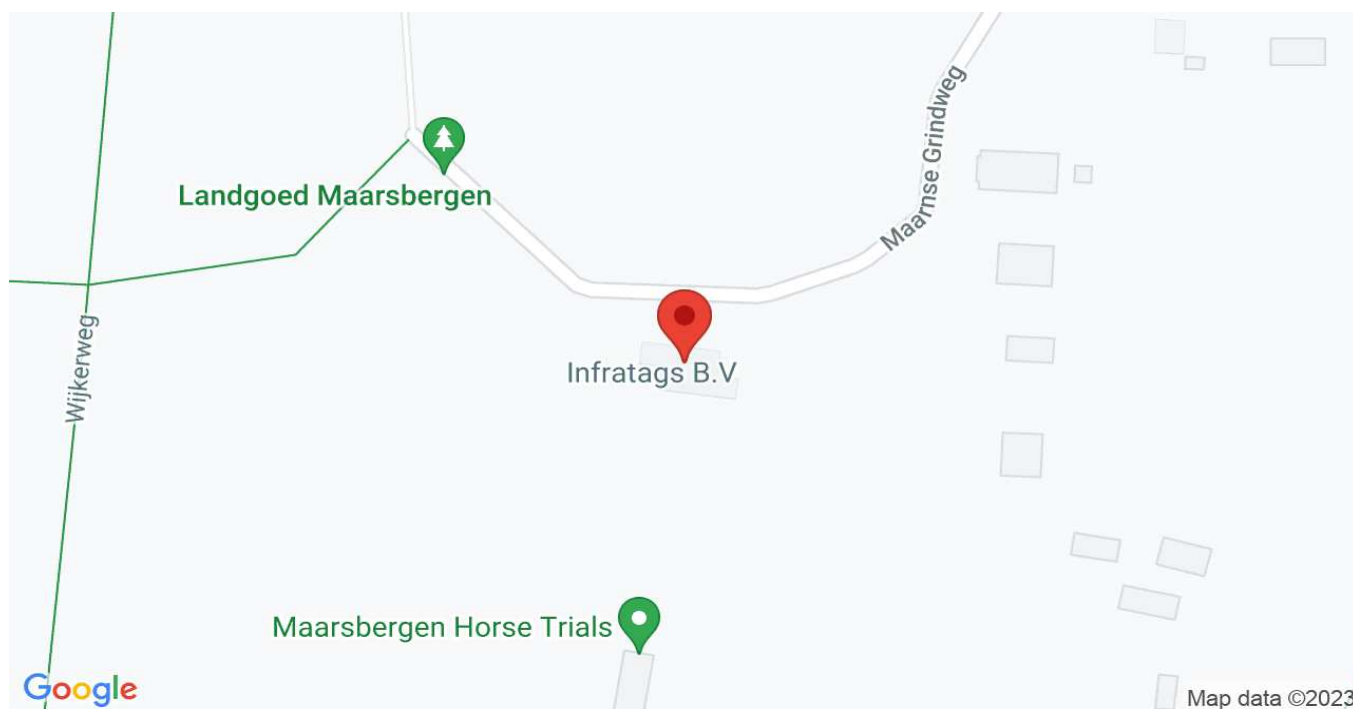 Maarnse Grindweg
Landgoed Maarsbergen
Wijkerweg
Infratags B.V
Maarsbergen Horse Trials
Google
Map data ©2023